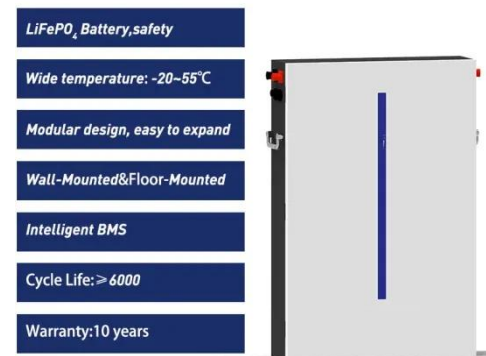 LiFePO₄ Battery,safety
Wide temperature: -20~55℃
Modular design, easy to expand
Wall-Mounted&Floor-Mounted
Intelligent BMS
Cycle Life:≥6000
Warranty:10 years